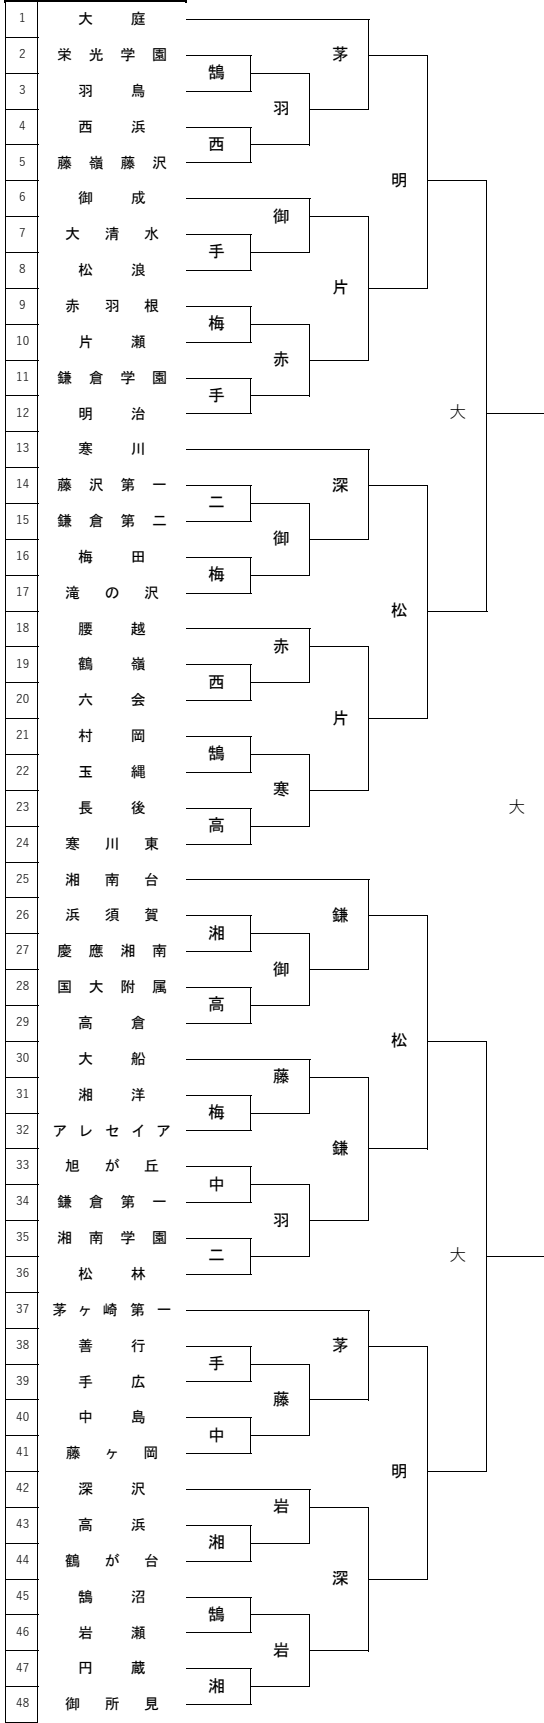 1 大庭
茅
2 栄光学園
鵠
3 羽鳥
羽
4 西浜
西
5 藤嶺藤沢
明
6 御成
御
7 大清水
手
8 松浪
片
9 赤羽根
梅
10 片瀬
赤
11 鎌倉学園
手
12 明治
大
13 寒川
深
14 藤沢第一
二
15 鎌倉第二
御
16 梅田
梅
17 滝の沢
松
18 腰越
赤
19 鶴嶺
西
20 六会
片
21 村岡
鵠
22 玉縄
寒
23 長後
大
高
24 寒川東
25 湘南台
鎌
26 浜須賀
湘
27 慶應湘南
御
28 国大附属
高
29 高倉
松
30 大船
藤
31 湘洋
梅
32 アレセイア
鎌
33 旭が丘
中
34 鎌倉第一
羽
35 湘南学園
二
大
36 松林
37 茅ヶ崎第一
茅
38 善行
手
39 手広
藤
40 中島
中
41 藤ヶ岡
明
42 深沢
岩
43 高浜
湘
44 鶴が台
深
45 鵠沼
鵠
46 岩瀬
岩
47 円蔵
湘
48 御所見